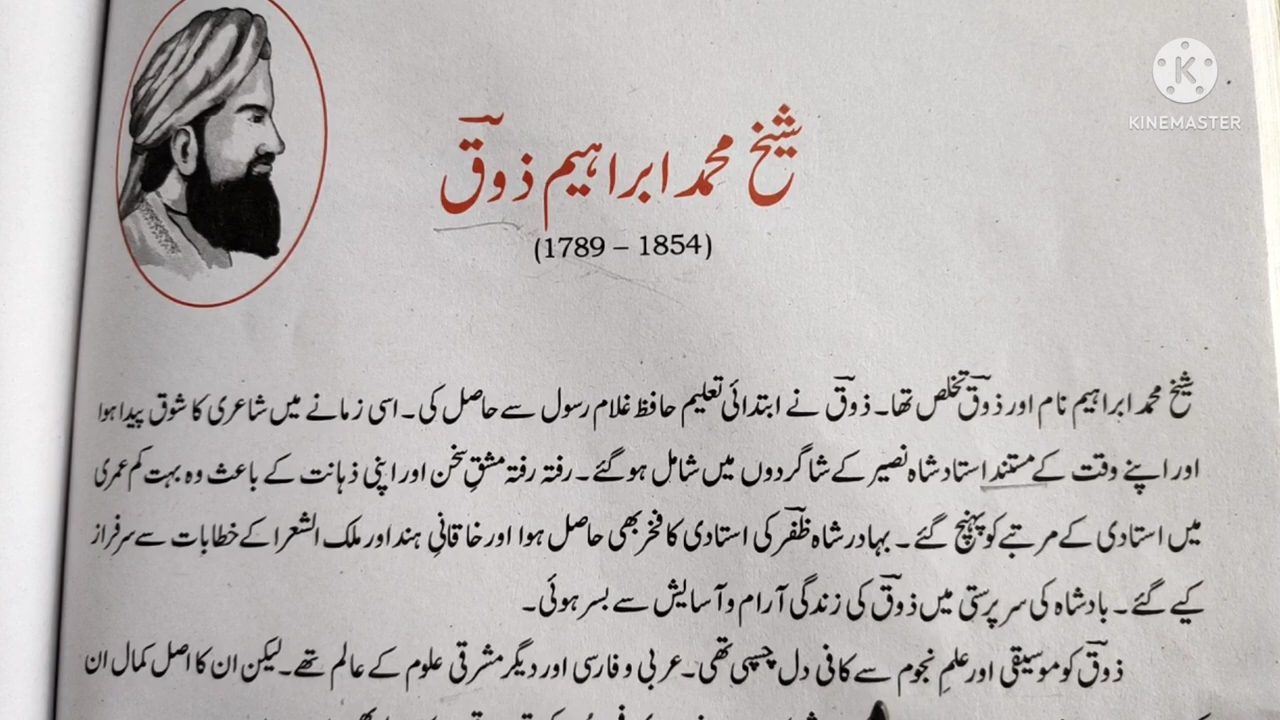 KINEMASTER
شیخ محمد ابراہیم ذوقؔ
(1789 – 1854)
شیخ محمد ابراہیم نام اور ذوقؔ تخلص تھا۔ ذوقؔ نے ابتدائی تعلیم حافظ غلام رسول سے حاصل کی۔ اسی زمانے میں شاعری کا شوق پیدا ہوا
اور اپنے وقت کے مستند استاد شاہ نصیر کے شاگردوں میں شامل ہو گئے۔ رفتہ رفتہ مشقِ سخن اور اپنی ذہانت کے باعث وہ بہت کم عمری
میں استادی کے مرتبے کو پہنچ گئے۔ بہادر شاہ ظفرؔ کی استادی کا فخر بھی حاصل ہوا اور خاقانیِ ہند اور ملک الشعرا کے خطابات سے سرفراز
کیے گئے۔ بادشاہ کی سرپرستی میں ذوقؔ کی زندگی آرام و آسایش سے بسر ہوئی۔
ذوقؔ کو موسیقی اور علمِ نجوم سے کافی دل چسپی تھی۔ عربی و فارسی اور دیگر مشرقی علوم کے عالم تھے۔ لیکن ان کا اصل کمال ان